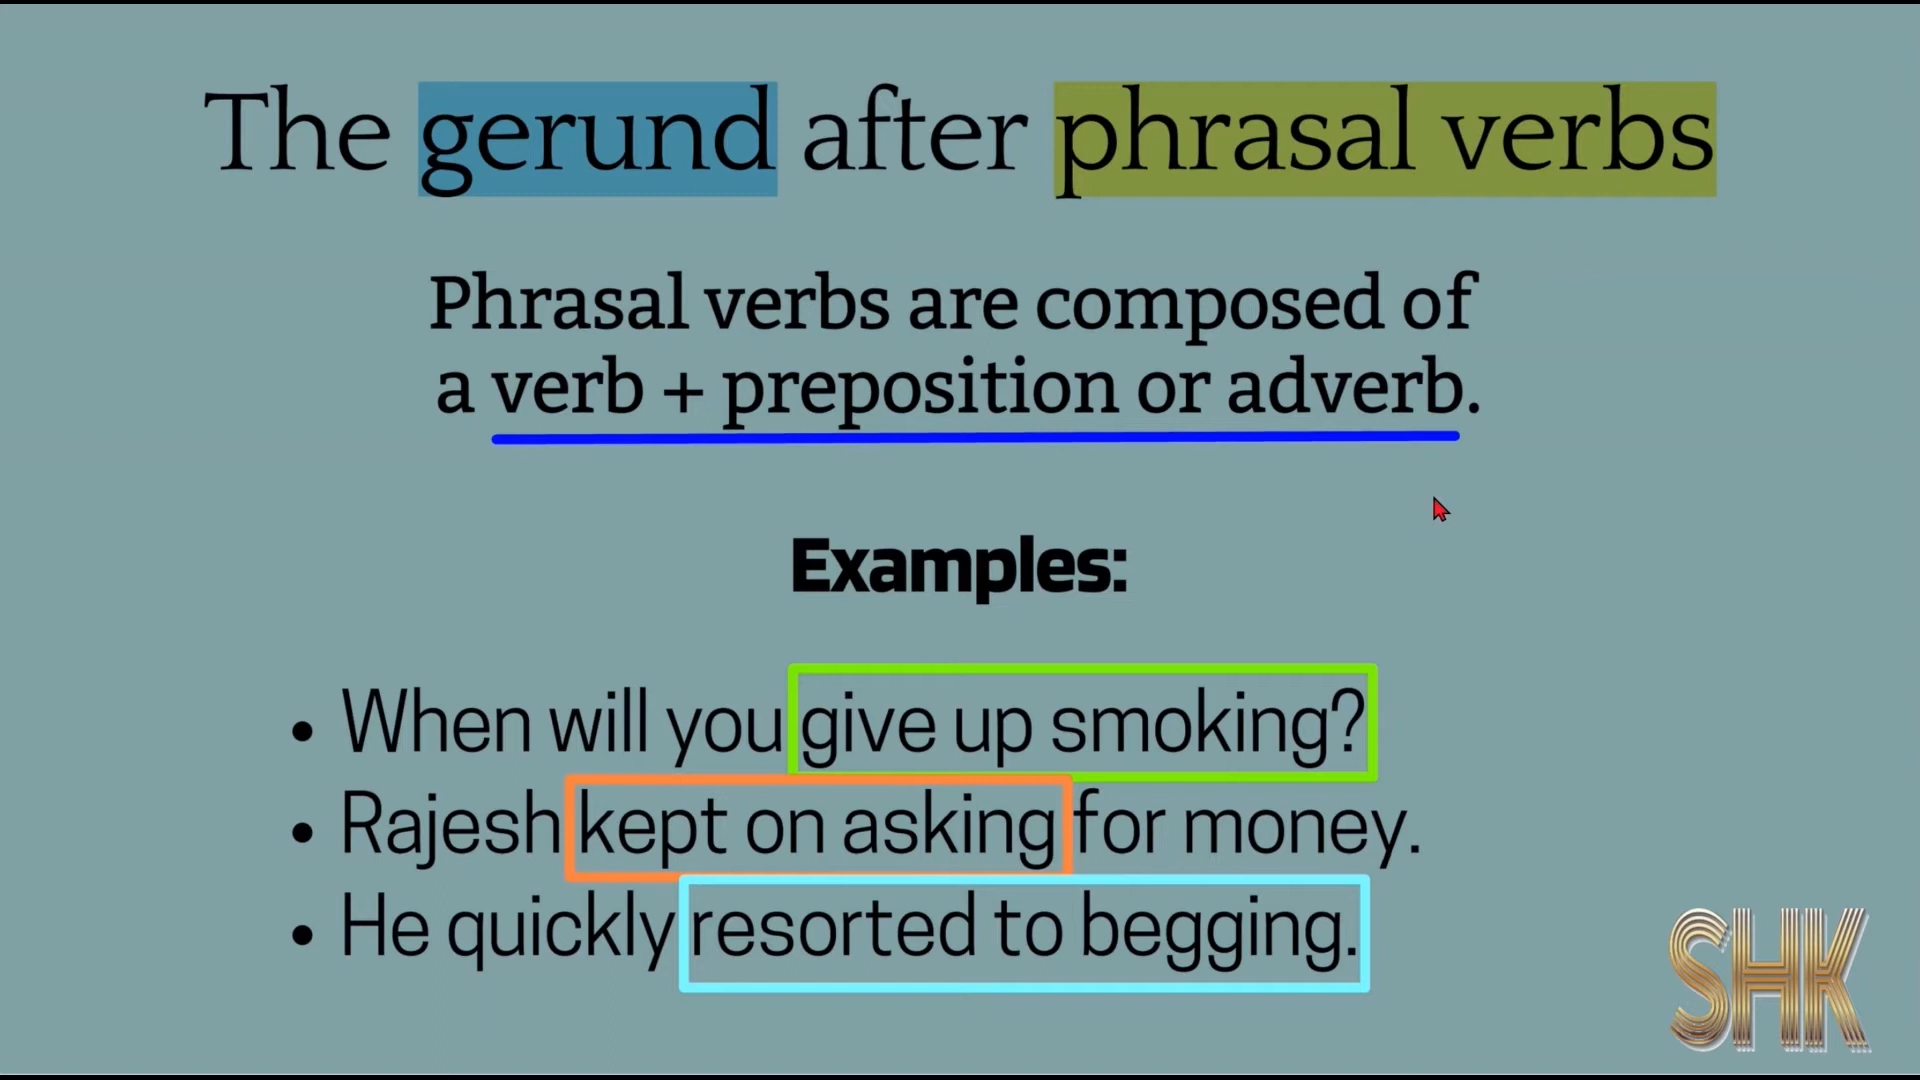 The gerund after phrasal verbs
Phrasal verbs are composed of
a verb + preposition or adverb.
Examples:
• When will you give up smoking?
• Rajesh kept on asking for money.
• He quickly resorted to begging.
SHK